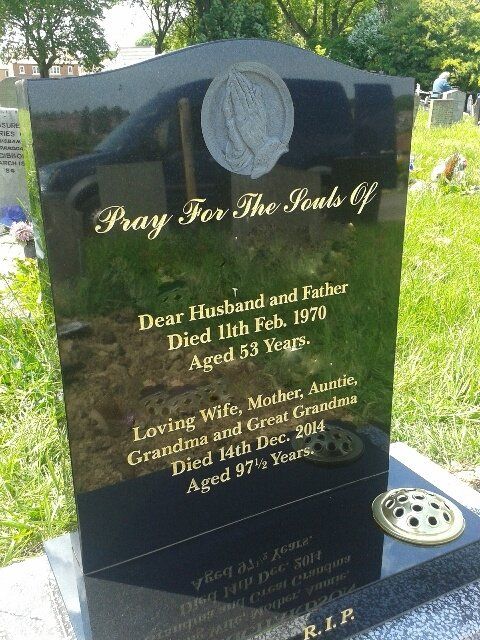 Pray For The Souls Of
Dear Husband and Father
Died 11th Feb. 1970
Aged 53 Years.
Loving Wife, Mother, Auntie,
Grandma and Great Grandma
Died 14th Dec. 2014
Aged 97½ Years.
R.I.P.